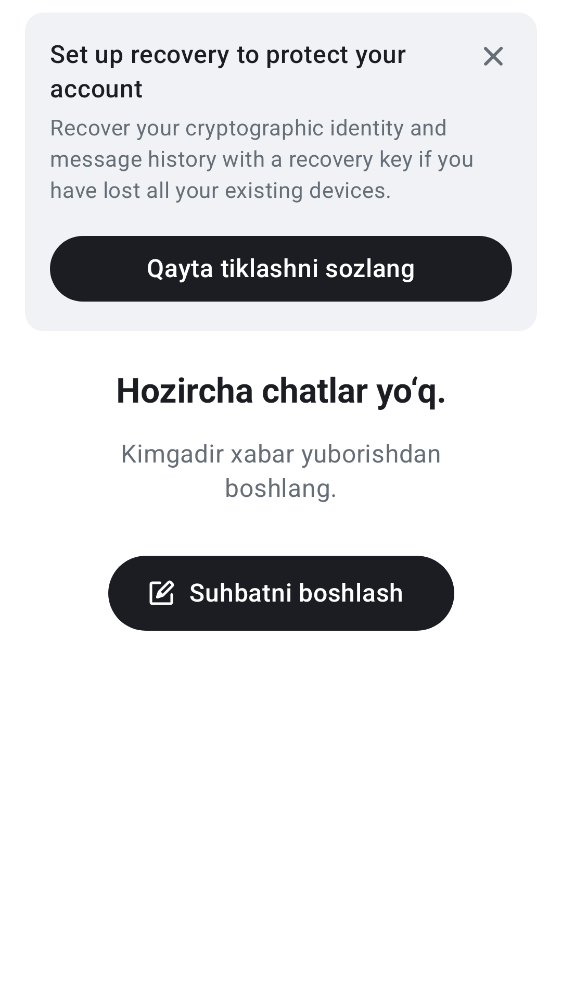 Set up recovery to protect your
account
Recover your cryptographic identity and
message history with a recovery key if you
have lost all your existing devices.
Qayta tiklashni sozlang
Hozircha chatlar yo‘q.
Kimgadir xabar yuborishdan
boshlang.
Suhbatni boshlash